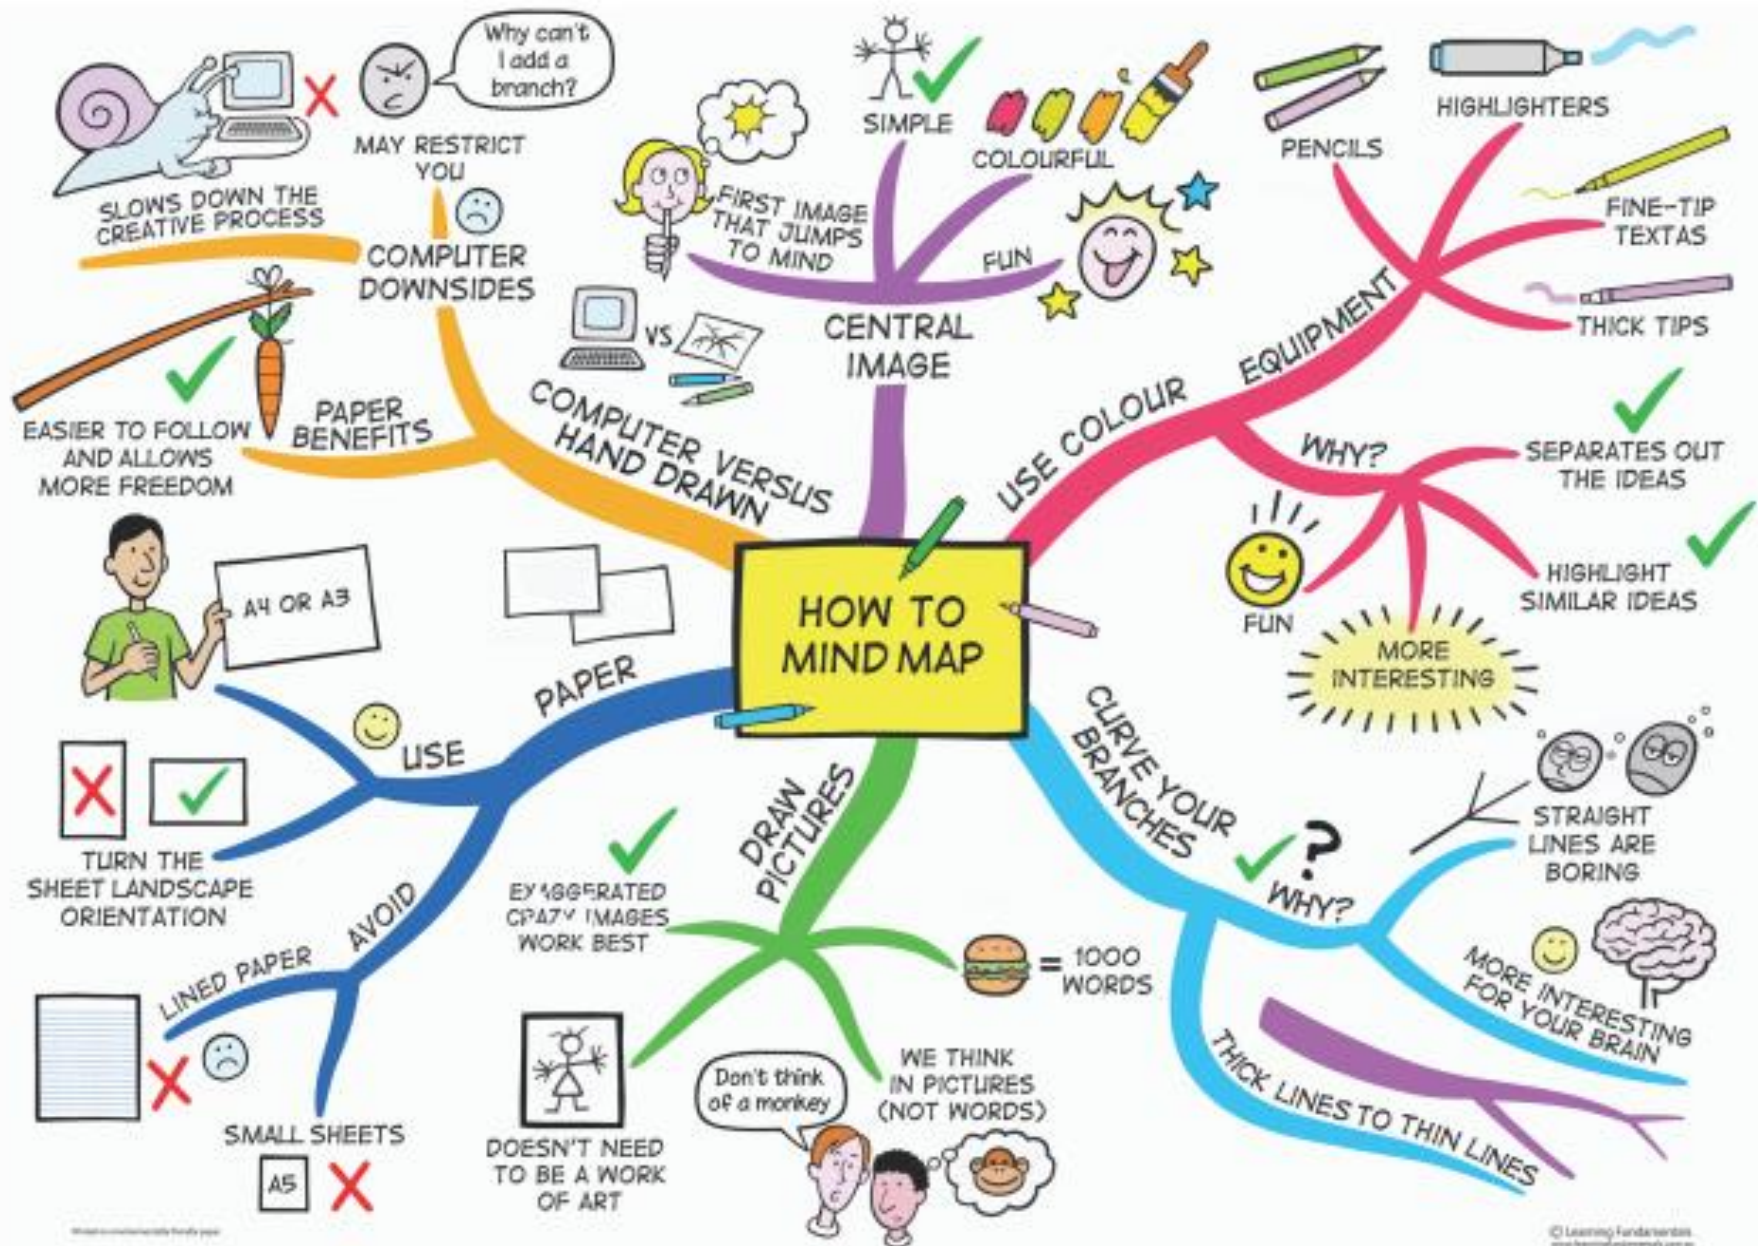 HOW TO
MIND MAP
CENTRAL
IMAGE
FIRST IMAGE
THAT JUMPS
TO MIND
SIMPLE
COLOURFUL
FUN
USE COLOUR
EQUIPMENT
PENCILS
HIGHLIGHTERS
FINE-TIP
TEXTAS
THICK TIPS
WHY?
SEPARATES OUT
THE IDEAS
HIGHLIGHT
SIMILAR IDEAS
MORE
INTERESTING
FUN
CURVE YOUR
BRANCHES
?
WHY?
STRAIGHT
LINES ARE
BORING
MORE INTERESTING
FOR YOUR BRAIN
THICK LINES TO THIN LINES
DRAW
PICTURES
= 1000
WORDS
WE THINK
IN PICTURES
(NOT WORDS)
Don't think
of a monkey
DOESN'T NEED
TO BE A WORK
OF ART
EXAGGERATED
CRAZY IMAGES
WORK BEST
PAPER
USE
A4 OR A3
TURN THE
SHEET LANDSCAPE
ORIENTATION
AVOID
LINED PAPER
SMALL SHEETS
A5
COMPUTER VERSUS
HAND DRAWN
VS
PAPER
BENEFITS
EASIER TO FOLLOW
AND ALLOWS
MORE FREEDOM
COMPUTER
DOWNSIDES
SLOWS DOWN THE
CREATIVE PROCESS
MAY RESTRICT
YOU
Why can't
I add a
branch?
© Learning Fundamentals